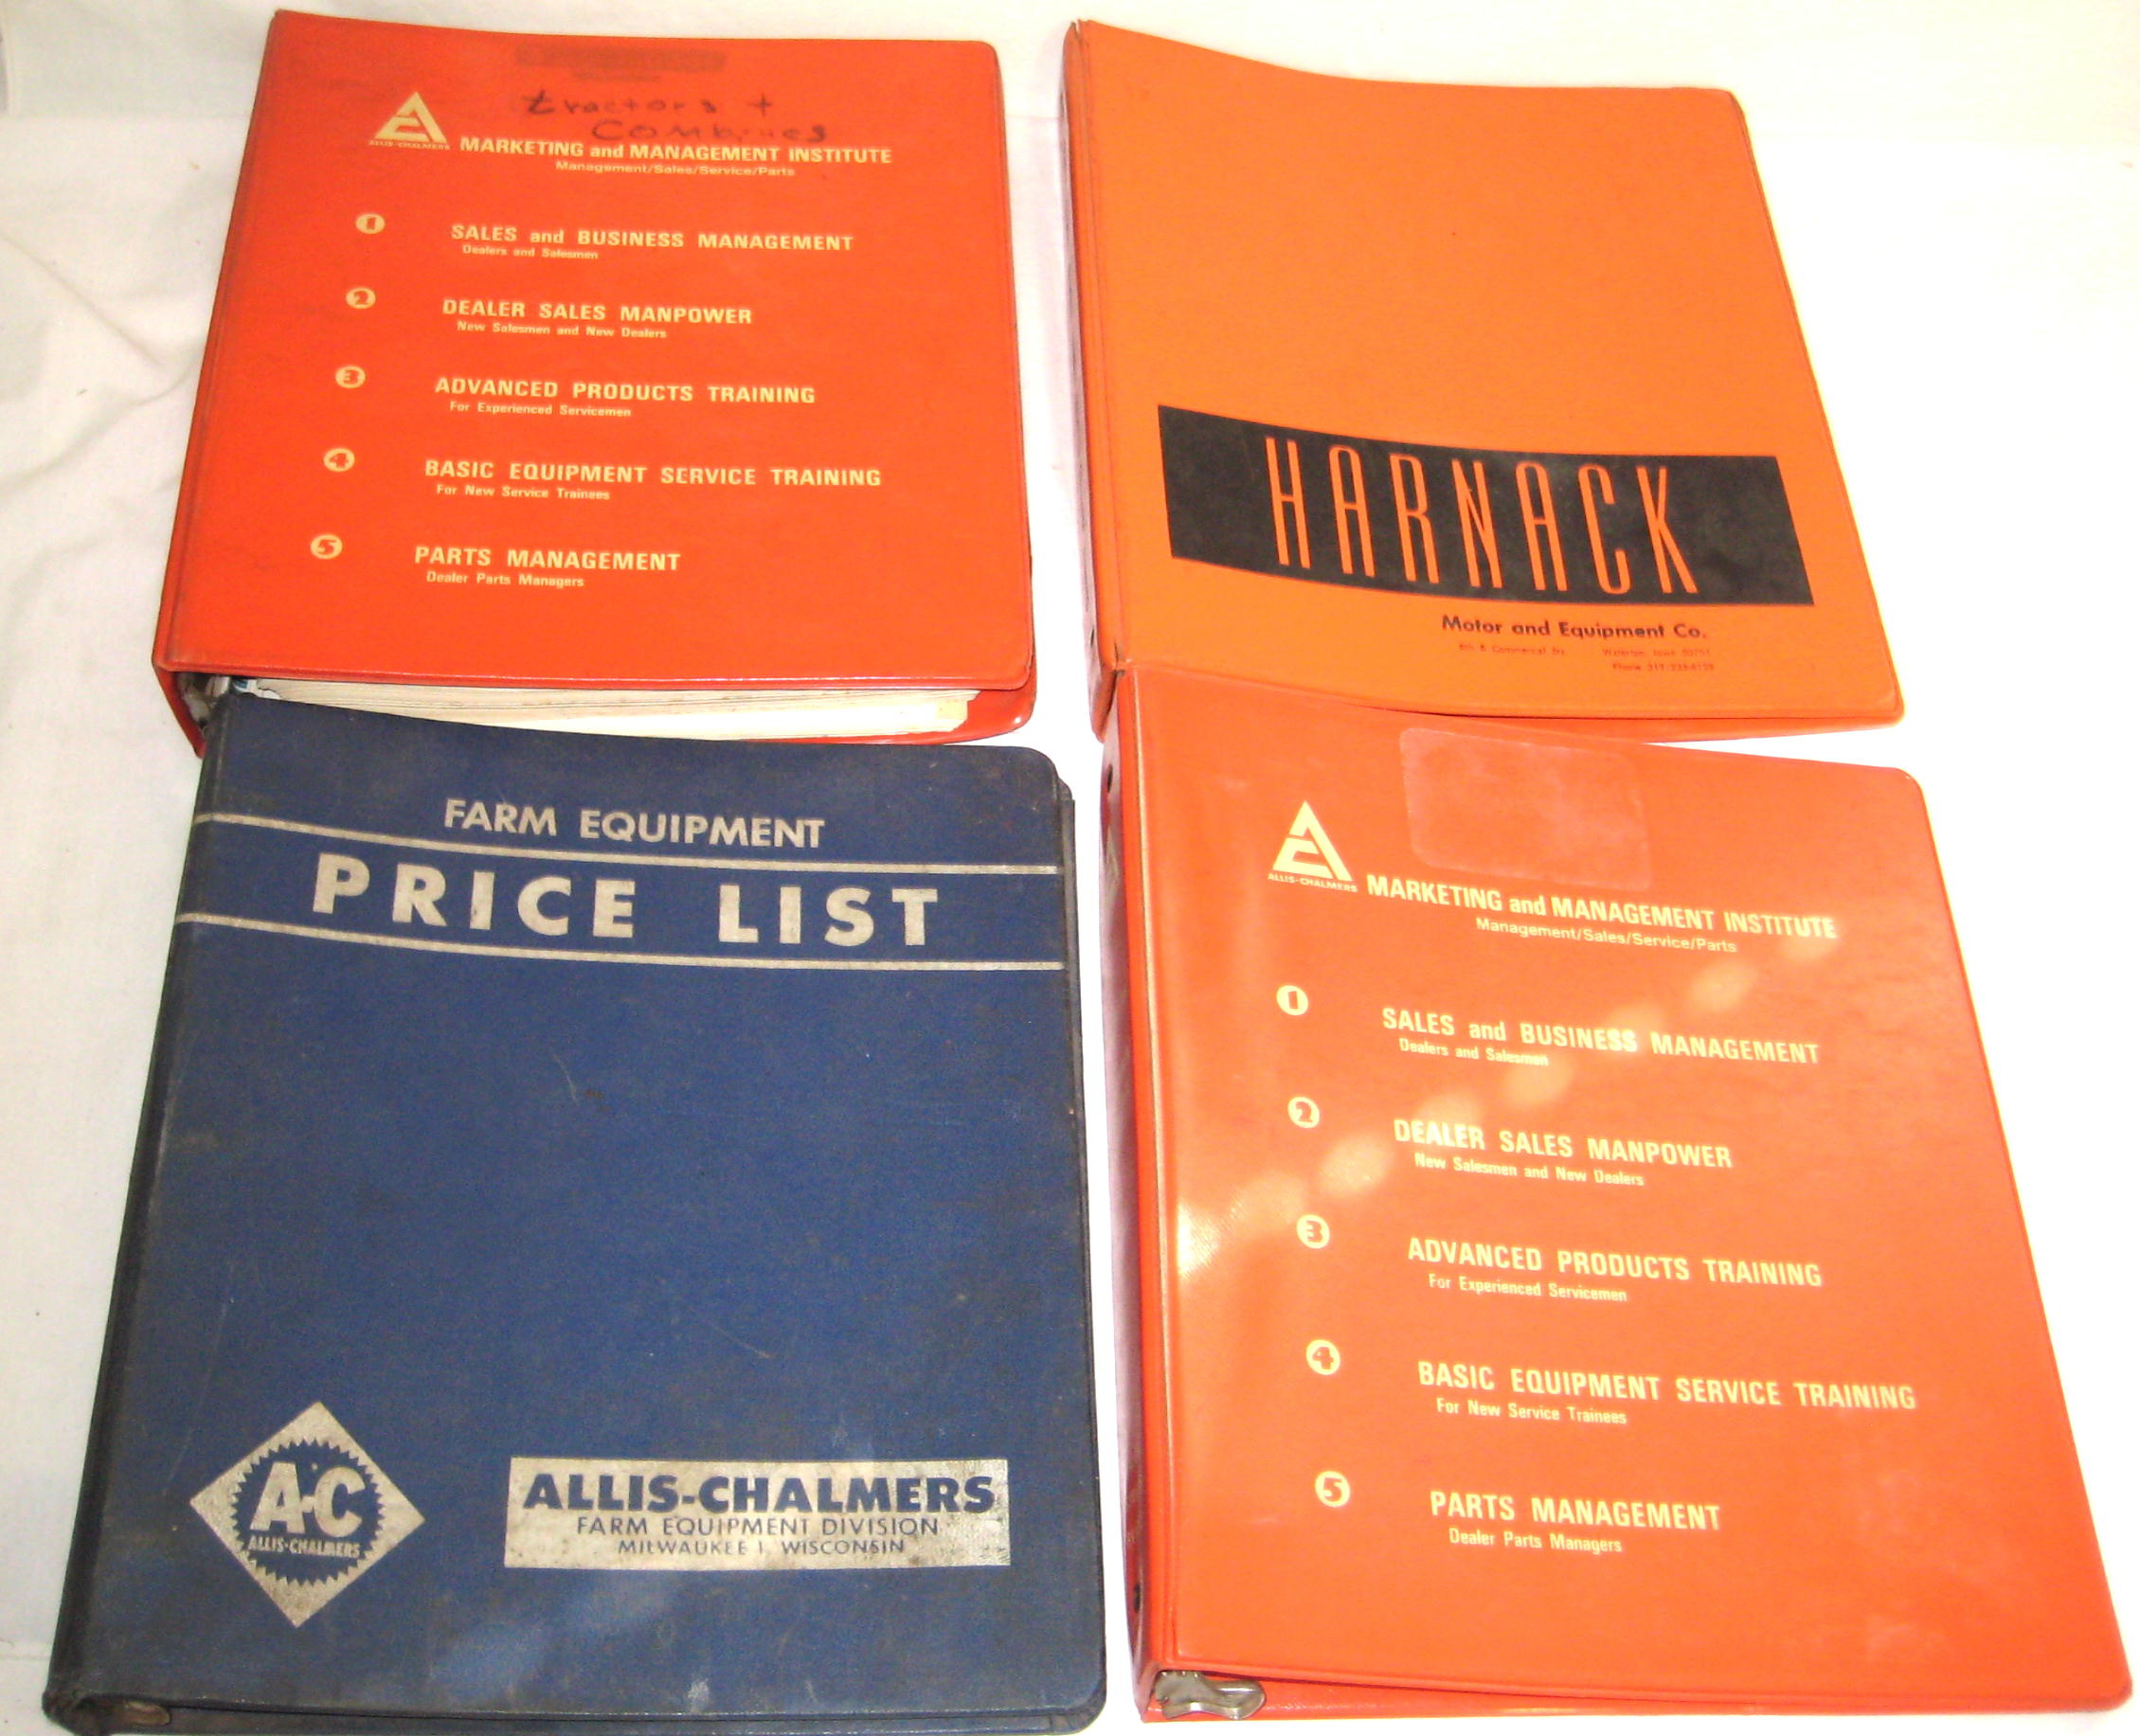 tractors +
Combines
ALLIS-CHALMERS
MARKETING and MANAGEMENT INSTITUTE
Management/Sales/Service/Parts
1 SALES and BUSINESS MANAGEMENT
Dealers and Salesmen
2 DEALER SALES MANPOWER
New Salesmen and New Dealers
3 ADVANCED PRODUCTS TRAINING
For Experienced Servicemen
4 BASIC EQUIPMENT SERVICE TRAINING
For New Service Trainees
5 PARTS MANAGEMENT
Dealer Parts Managers
HARNACK
Motor and Equipment Co.
Commercial Waterloo, Iowa
Phone
FARM EQUIPMENT
PRICE LIST
A-C
ALLIS-CHALMERS
ALLIS-CHALMERS
FARM EQUIPMENT DIVISION
MILWAUKEE 1, WISCONSIN
ALLIS-CHALMERS
MARKETING and MANAGEMENT INSTITUTE
Management/Sales/Service/Parts
1 SALES and BUSINESS MANAGEMENT
Dealers and Salesmen
2 DEALER SALES MANPOWER
New Salesmen and New Dealers
3 ADVANCED PRODUCTS TRAINING
For Experienced Servicemen
4 BASIC EQUIPMENT SERVICE TRAINING
For New Service Trainees
5 PARTS MANAGEMENT
Dealer Parts Managers